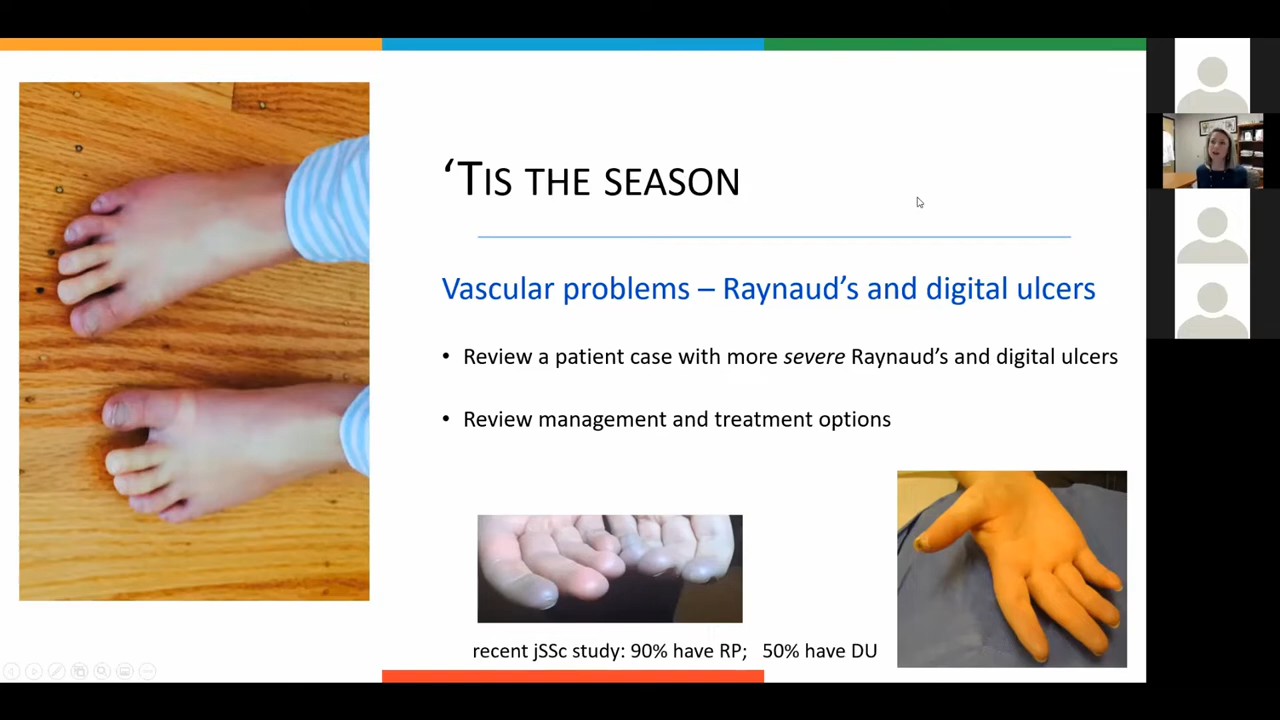 ‘TIS THE SEASON
Vascular problems – Raynaud’s and digital ulcers
• Review a patient case with more severe Raynaud’s and digital ulcers
• Review management and treatment options
recent jSSc study: 90% have RP;   50% have DU